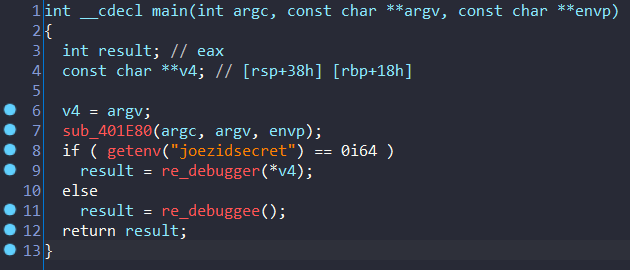 1 int __cdecl main(int argc, const char **argv, const char **envp)
2 {
3   int result; // eax
4   const char **v4; // [rsp+38h] [rbp+18h]
5
6   v4 = argv;
7   sub_401E80(argc, argv, envp);
8   if ( getenv("joezidsecret") == 0i64 )
9     result = re_debugger(*v4);
10   else
11     result = re_debuggee();
12   return result;
13 }